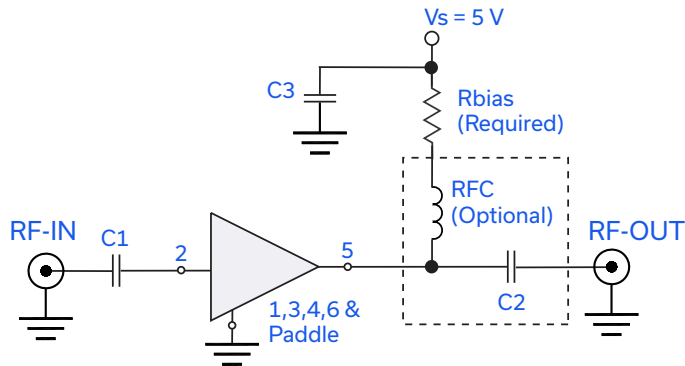 Vs = 5 V
C3
Rbias
(Required)
RFC
(Optional)
RF-IN
C1
2
5
RF-OUT
C2
1,3,4,6 &
Paddle